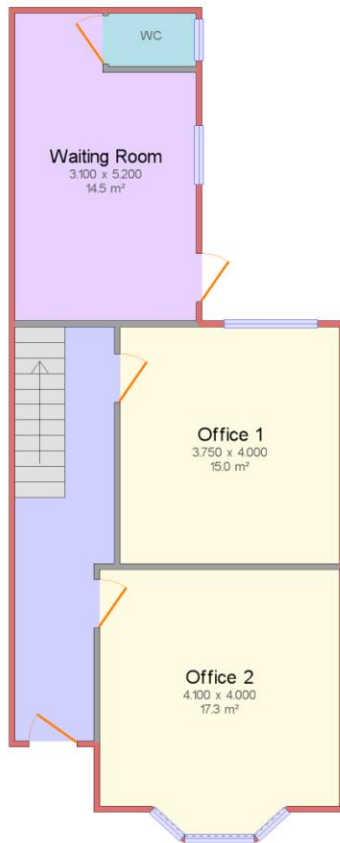 WC
Waiting Room
3.100 x 5.200
14.5 m²
Office 1
3.750 x 4.000
15.0 m²
Office 2
4.100 x 4.000
17.3 m²